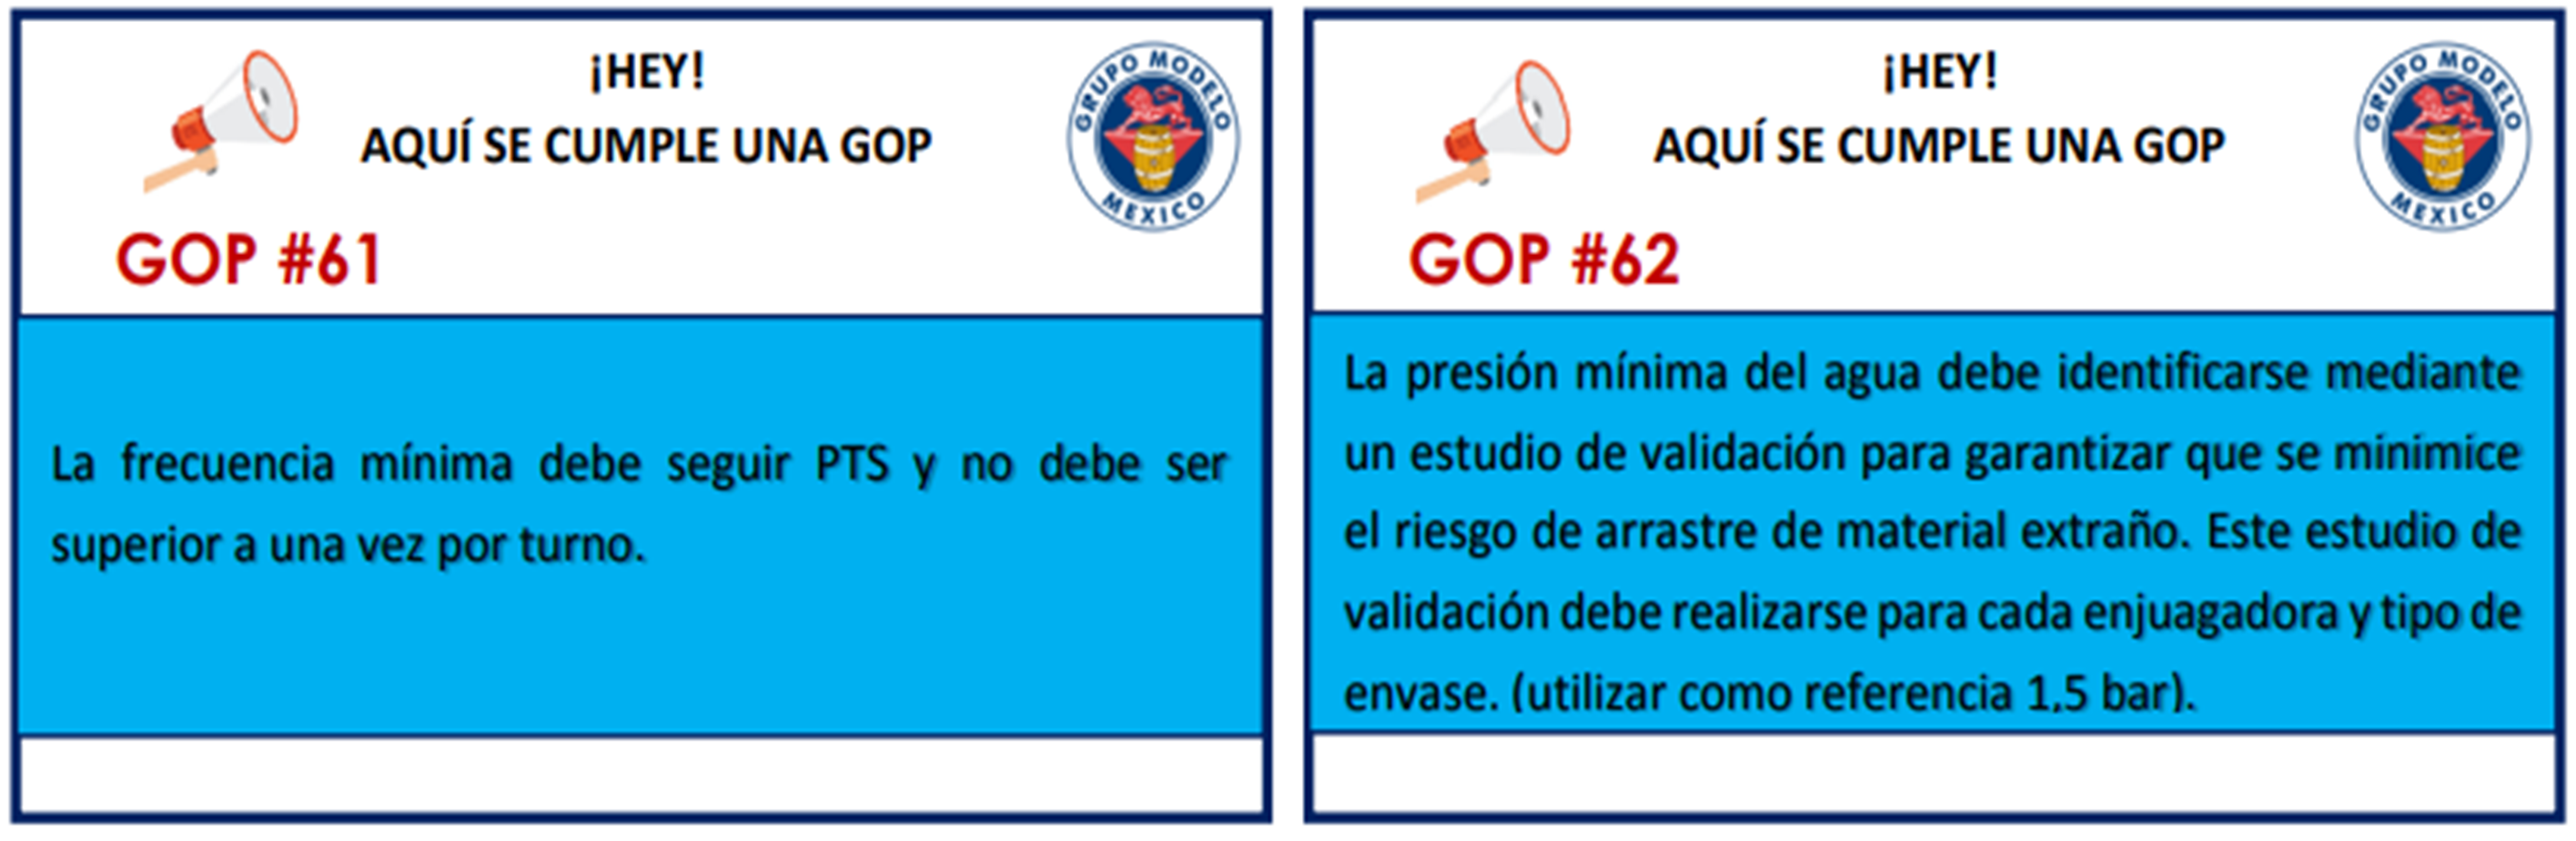 ¡HEY!
AQUÍ SE CUMPLE UNA GOP
GRUPO MODELO
MEXICO
GOP #61
La frecuencia mínima debe seguir PTS y no debe ser
superior a una vez por turno.
¡HEY!
AQUÍ SE CUMPLE UNA GOP
GRUPO MODELO
MEXICO
GOP #62
La presión mínima del agua debe identificarse mediante
un estudio de validación para garantizar que se minimice
el riesgo de arrastre de material extraño. Este estudio de
validación debe realizarse para cada enjuagadora y tipo de
envase. (utilizar como referencia 1,5 bar).